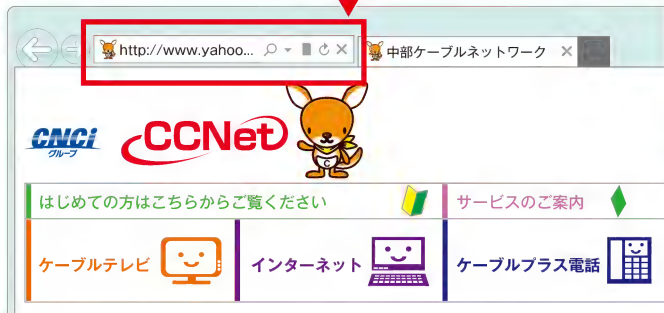 http://www.yahoo...
中部ケーブルネットワーク
CNCi
グループ
CCNet
C
はじめての方はこちらからご覧ください
サービスのご案内
ケーブルテレビ
インターネット
ケーブルプラス電話